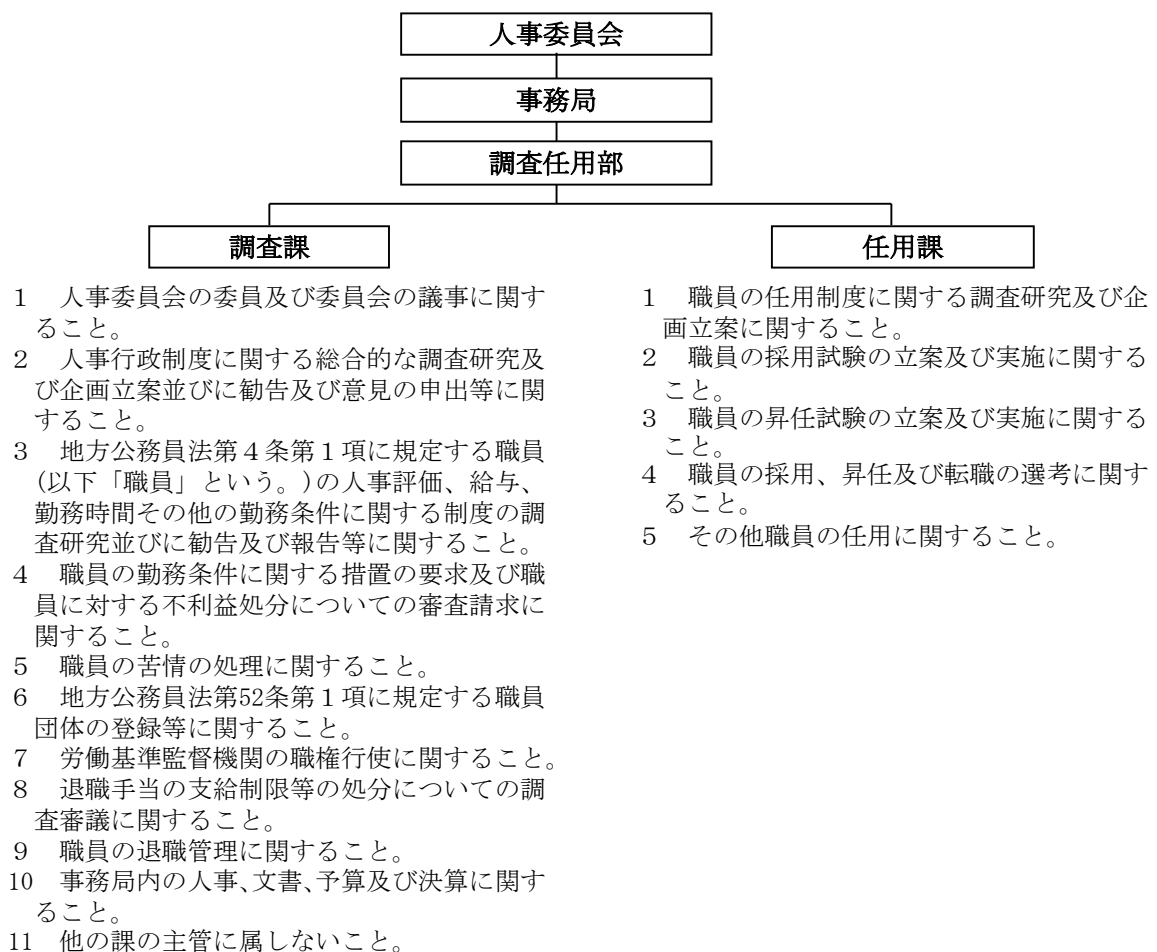 人事委員会
事務局
調査任用部
調査課
1 人事委員会の委員及び委員会の議事に関す
ること。
2 人事行政制度に関する総合的な調査研究及
び企画立案並びに勧告及び意見の申出等に関
すること。
3 地方公務員法第4条第1項に規定する職員
(以下「職員」という。)の人事評価、給与、
勤務時間その他の勤務条件に関する制度の調
査研究並びに勧告及び報告等に関すること。
4 職員の勤務条件に関する措置の要求及び職
員に対する不利益処分についての審査請求に
関すること。
5 職員の苦情の処理に関すること。
6 地方公務員法第52条第1項に規定する職員
団体の登録等に関すること。
7 労働基準監督機関の職権行使に関すること。
8 退職手当の支給制限等の処分についての調
査審議に関すること。
9 職員の退職管理に関すること。
10 事務局内の人事、文書、予算及び決算に関す
ること。
11 他の課の主管に属しないこと。
任用課
1 職員の任用制度に関する調査研究及び企
画立案に関すること。
2 職員の採用試験の立案及び実施に関する
こと。
3 職員の昇任試験の立案及び実施に関する
こと。
4 職員の採用、昇任及び転職の選考に関す
ること。
5 その他職員の任用に関すること。